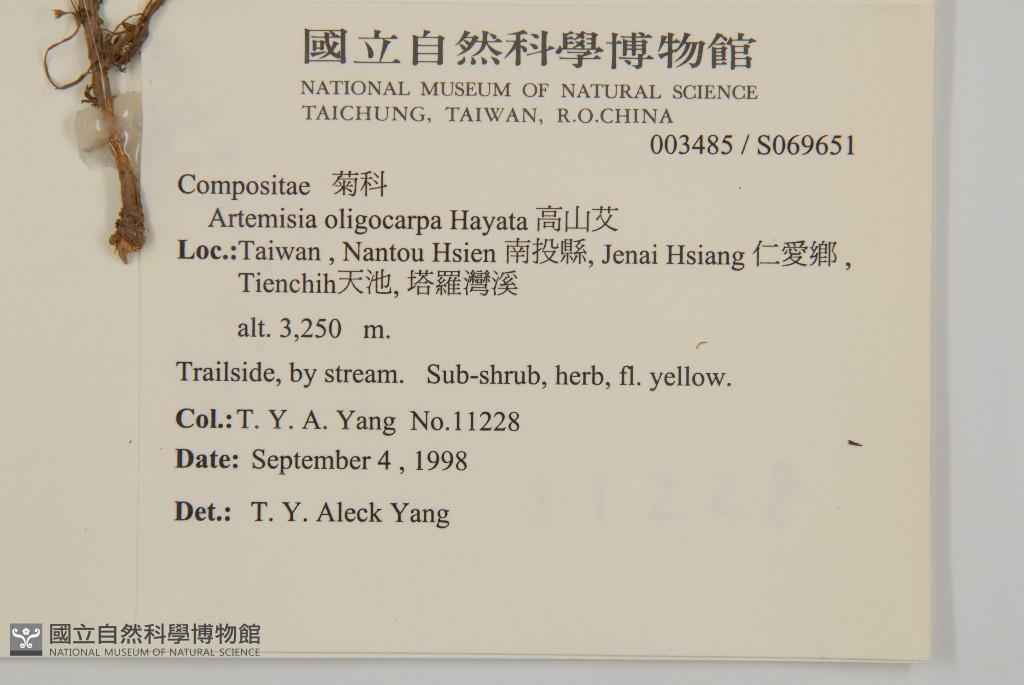 國立自然科學博物館
NATIONAL MUSEUM OF NATURAL SCIENCE
TAICHUNG, TAIWAN, R.O.CHINA
003485 / S069651
Compositae 菊科
Artemisia oligocarpa Hayata 高山艾
Loc.:Taiwan , Nantou Hsien 南投縣, Jenai Hsiang 仁愛鄉 ,
Tienchih天池, 塔羅灣溪
alt. 3,250 m.
Trailside, by stream. Sub-shrub, herb, fl. yellow.
Col.:T. Y. A. Yang No.11228
Date: September 4 , 1998
11228
Det.: T. Y. Aleck Yang
國立自然科學博物館
NATIONAL MUSEUM OF NATURAL SCIENCE